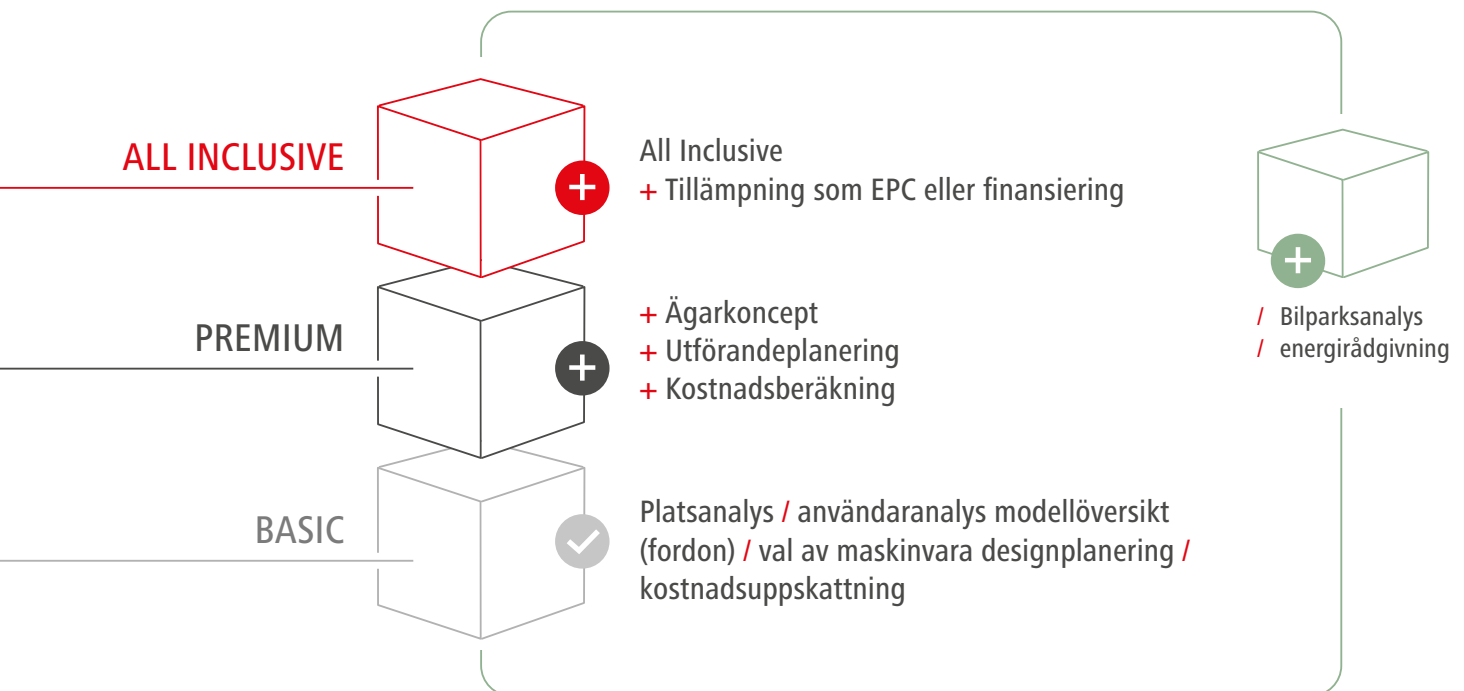 ALL INCLUSIVE
All Inclusive
+ Tillämpning som EPC eller finansiering
PREMIUM
+ Ägarkoncept
+ Utförandeplanering
+ Kostnadsberäkning
BASIC
Platsanalys / användaranalys modellöversikt
(fordon) / val av maskinvara designplanering /
kostnadsuppskattning
/ Bilparksanalys
/ energirådgivning